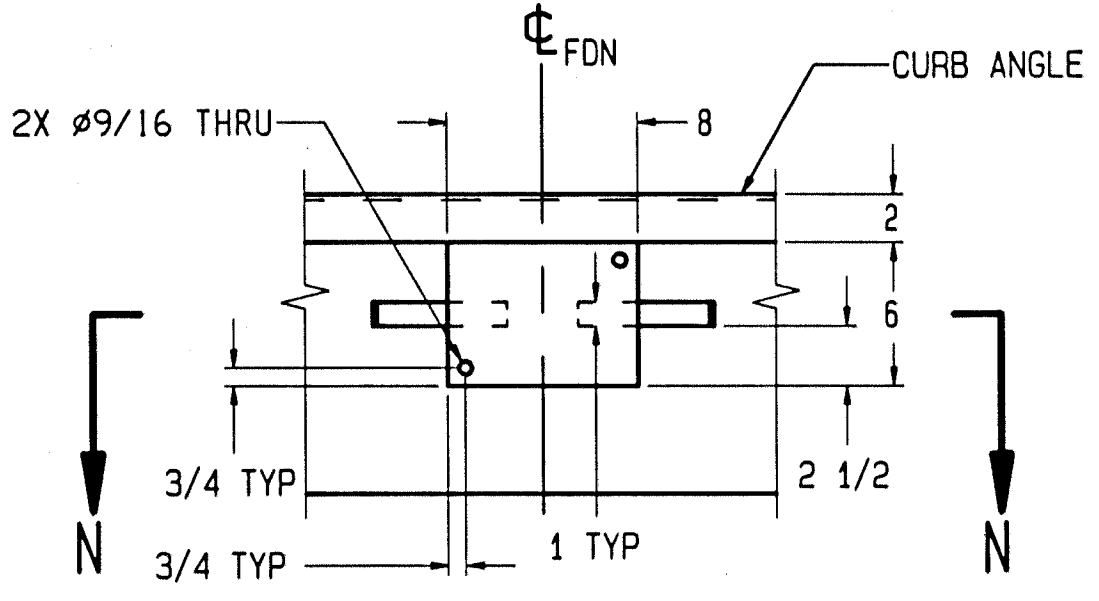 ℄ FDN
CURB ANGLE
2X ⌀9/16 THRU
8
2
6
3/4 TYP
2 1/2
N
N
1 TYP
3/4 TYP